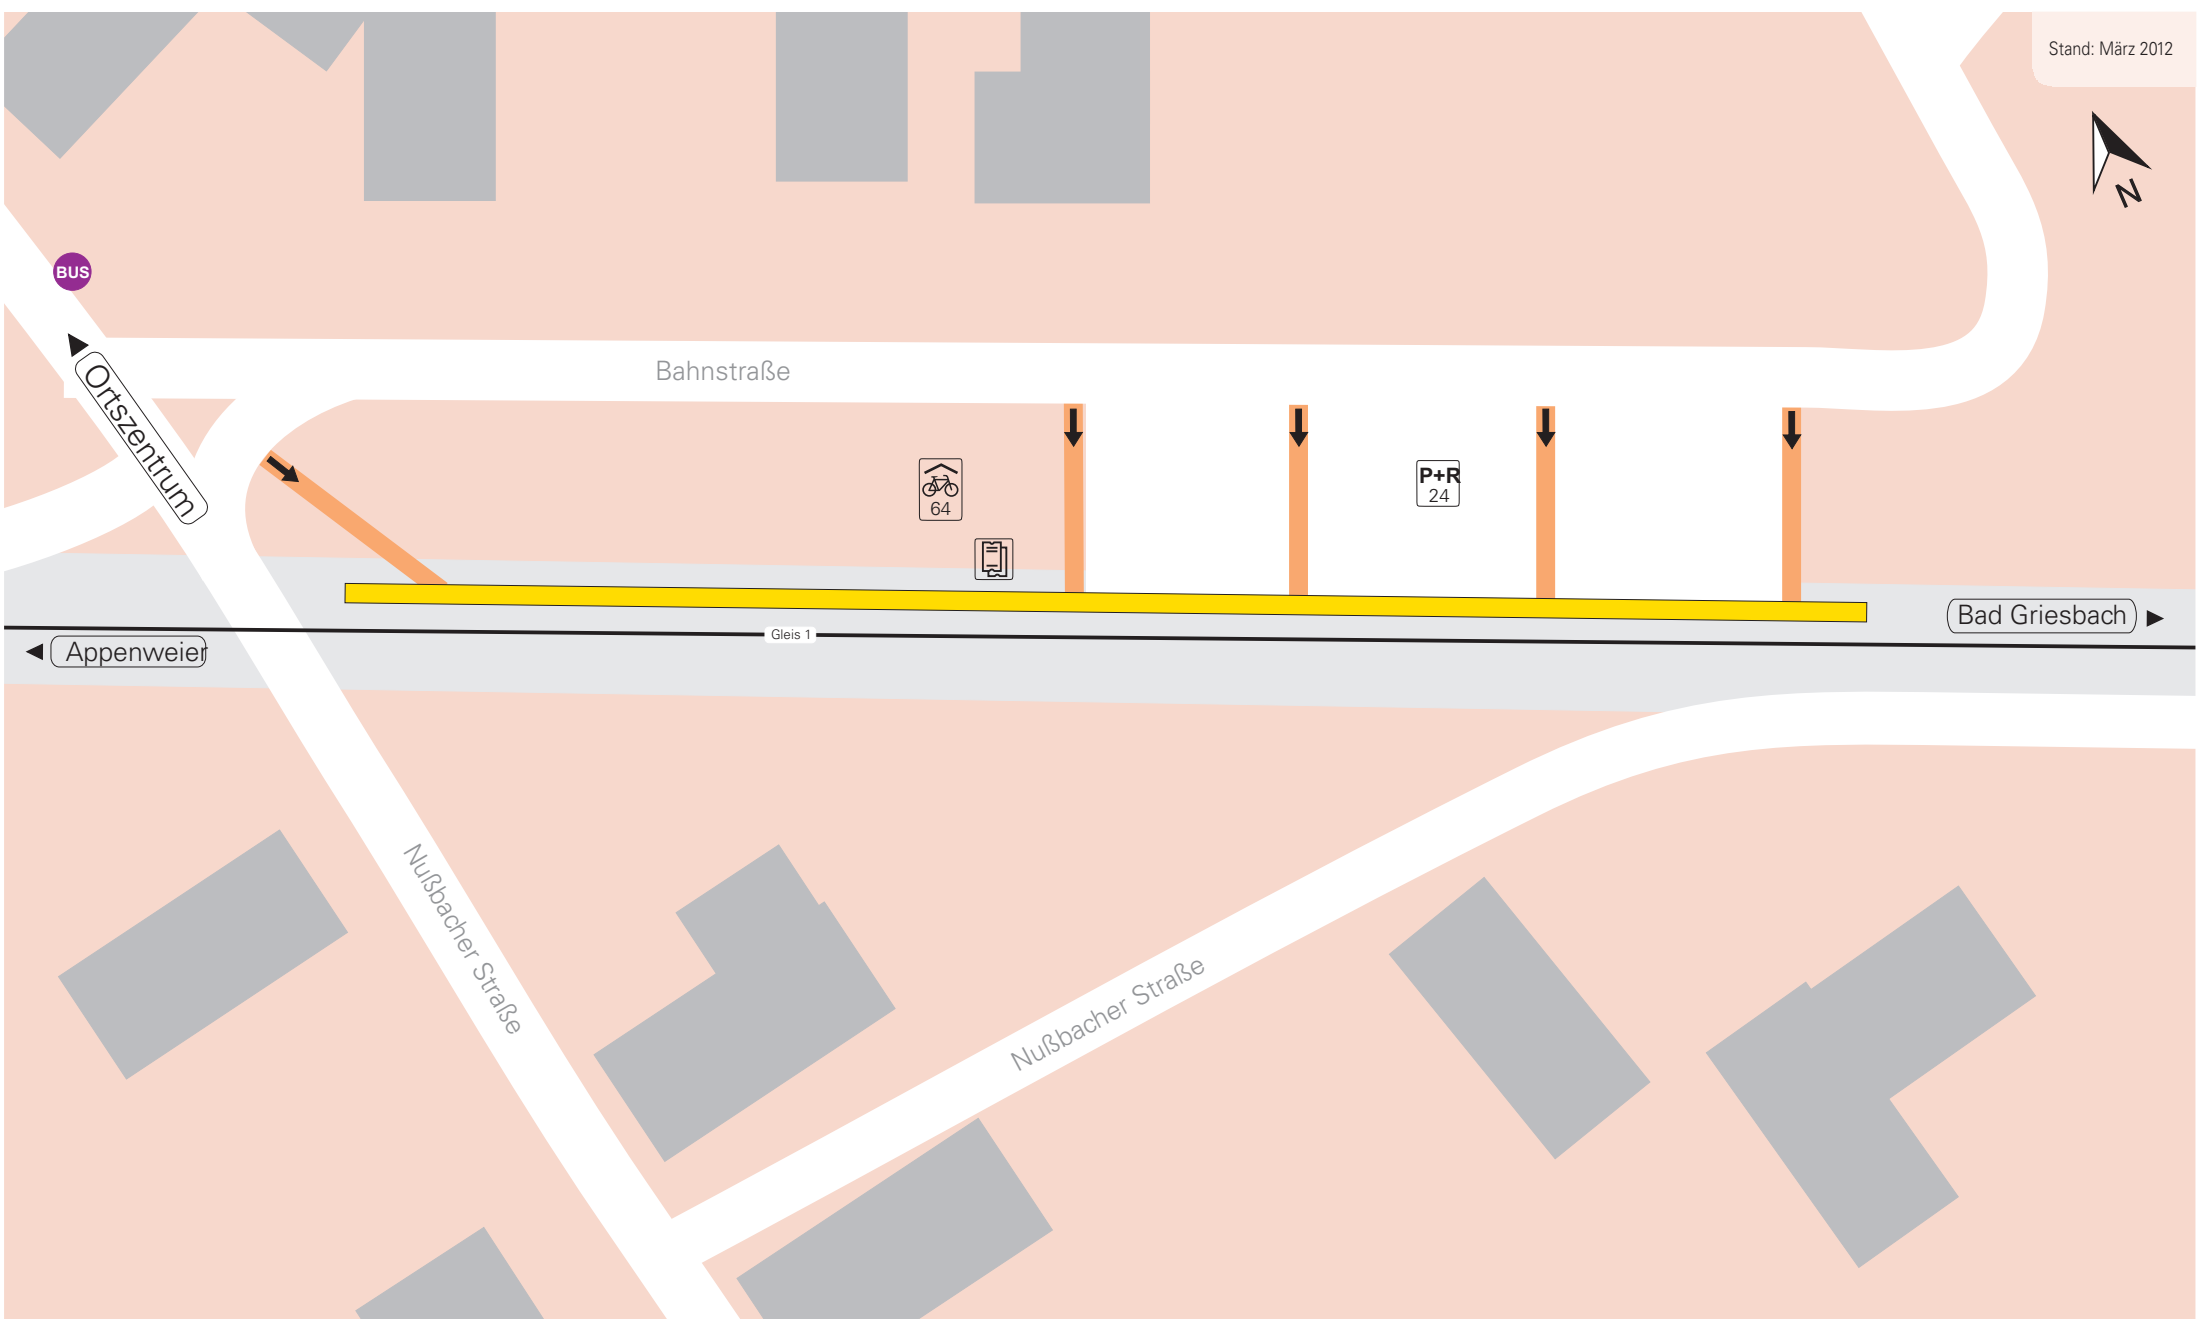 Stand: März 2012
N
BUS
Ortszentrum
Bahnstraße
64
P+R
24
Bad Griesbach
Gleis 1
Appenweier
Nußbacher Straße
Nußbacher Straße